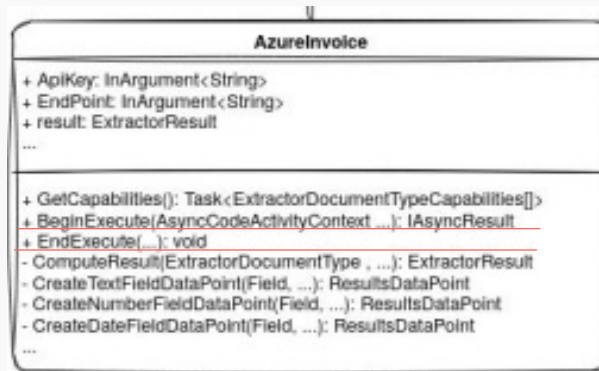 AzureInvoice
+ ApiKey: InArgument<String>
+ EndPoint: InArgument<String>
+ result: ExtractorResult
...
+ GetCapabilities(): Task<ExtractorDocumentTypeCapabilities[]>
+ BeginExecute(AsyncCodeActivityContext ...): IAsyncResult
+ EndExecute(...): void
- ComputeResult(ExtractorDocumentType , ...): ExtractorResult
- CreateTextFieldDataPoint(Field, ...): ResultsDataPoint
- CreateNumberFieldDataPoint(Field, ...): ResultsDataPoint
- CreateDateFieldDataPoint(Field, ...): ResultsDataPoint
...